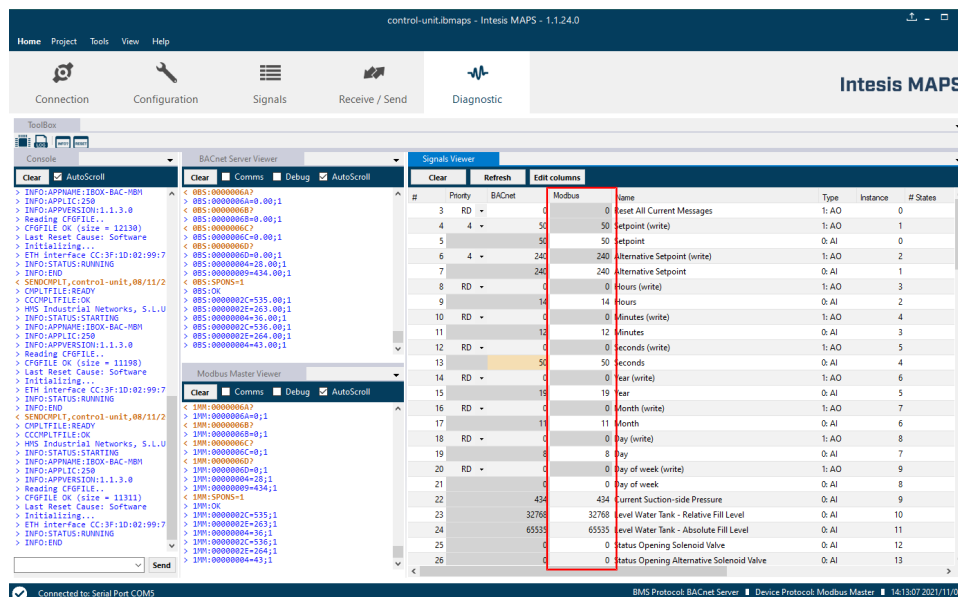 control-unit.ibmaps - Intesis MAPS - 1.1.24.0
Home Project Tools View Help
Connection Configuration Signals Receive / Send Diagnostic
Intesis MAPS
ToolBox
Console
Clear AutoScroll
> INFO:APPNAME:IBOX-BAC-MBM
> INFO:APPLIC:250
> INFO:APPVERSION:1.1.3.0
> Reading CFGFILE..
> CFGFILE OK (size = 12130)
> Last Reset Cause: Software
> Initializing...
> ETH interface CC:3F:1D:02:99:7
> INFO:STATUS:RUNNING
> INFO:END
< SENDCMPLT,control-unit,08/11/2
> CMPLTFILE:READY
> CCCMPLTFILE:OK
> HMS Industrial Networks, S.L.U
> INFO:STATUS:STARTING
> INFO:APPNAME:IBOX-BAC-MBM
> INFO:APPLIC:250
> INFO:APPVERSION:1.1.3.0
> Reading CFGFILE..
> CFGFILE OK (size = 11198)
> Last Reset Cause: Software
> Initializing...
> ETH interface CC:3F:1D:02:99:7
> INFO:STATUS:RUNNING
> INFO:END
< SENDCMPLT,control-unit,08/11/2
> CMPLTFILE:READY
> CCCMPLTFILE:OK
> HMS Industrial Networks, S.L.U
> INFO:STATUS:STARTING
> INFO:APPNAME:IBOX-BAC-MBM
> INFO:APPLIC:250
> INFO:APPVERSION:1.1.3.0
> Reading CFGFILE..
> CFGFILE OK (size = 11311)
> Last Reset Cause: Software
> Initializing...
> ETH interface CC:3F:1D:02:99:7
> INFO:STATUS:RUNNING
> INFO:END
Send
BACnet Server Viewer
Clear Comms Debug AutoScroll
< 0BS:0000006A?
> 0BS:0000006A=0.00;1
< 0BS:0000006B?
> 0BS:0000006B=0.00;1
< 0BS:0000006C?
> 0BS:0000006C=0.00;1
< 0BS:0000006D?
> 0BS:0000006D=0.00;1
> 0BS:00000004=28.00;1
> 0BS:00000009=434.00;1
< 0BS:SPONS=1
> 0BS:OK
> 0BS:0000002C=535.00;1
> 0BS:0000002E=263.00;1
> 0BS:00000004=36.00;1
> 0BS:0000002C=536.00;1
> 0BS:0000002E=264.00;1
> 0BS:00000004=43.00;1
Modbus Master Viewer
Clear Comms Debug AutoScroll
< 1MM:0000006A?
> 1MM:0000006A=0;1
< 1MM:0000006B?
> 1MM:0000006B=0;1
< 1MM:0000006C?
> 1MM:0000006C=0;1
< 1MM:0000006D?
> 1MM:0000006D=0;1
> 1MM:00000004=28;1
> 1MM:00000009=434;1
< 1MM:SPONS=1
> 1MM:OK
> 1MM:0000002C=535;1
> 1MM:0000002E=263;1
> 1MM:00000004=36;1
> 1MM:0000002C=536;1
> 1MM:0000002E=264;1
> 1MM:00000004=43;1
Signals Viewer
Clear Refresh Edit columns
# Priority BACnet Modbus Name Type Instance # States
3 RD 0 0 Reset All Current Messages 1: AO 0
4 4 50 50 Setpoint (write) 1: AO 1
5 50 50 Setpoint 0: AI 0
6 4 240 240 Alternative Setpoint (write) 1: AO 2
7 240 240 Alternative Setpoint 0: AI 1
8 RD 0 0 Hours (write) 1: AO 3
9 14 14 Hours 0: AI 2
10 RD 0 0 Minutes (write) 1: AO 4
11 12 12 Minutes 0: AI 3
12 RD 0 0 Seconds (write) 1: AO 5
13 50 50 Seconds 0: AI 4
14 RD 0 0 Year (write) 1: AO 6
15 19 19 Year 0: AI 5
16 RD 0 0 Month (write) 1: AO 7
17 11 11 Month 0: AI 6
18 RD 0 0 Day (write) 1: AO 8
19 8 8 Day 0: AI 7
20 RD 0 0 Day of week (write) 1: AO 9
21 0 0 Day of week 0: AI 8
22 434 434 Current Suction-side Pressure 0: AI 9
23 32768 32768 Level Water Tank - Relative Fill Level 0: AI 10
24 65535 65535 Level Water Tank - Absolute Fill Level 0: AI 11
25 0 0 Status Opening Solenoid Valve 0: AI 12
26 0 0 Status Opening Alternative Solenoid Valve 0: AI 13
Connected to: Serial Port COM5
BMS Protocol: BACnet Server Device Protocol: Modbus Master 14:13:07 2021/11/0